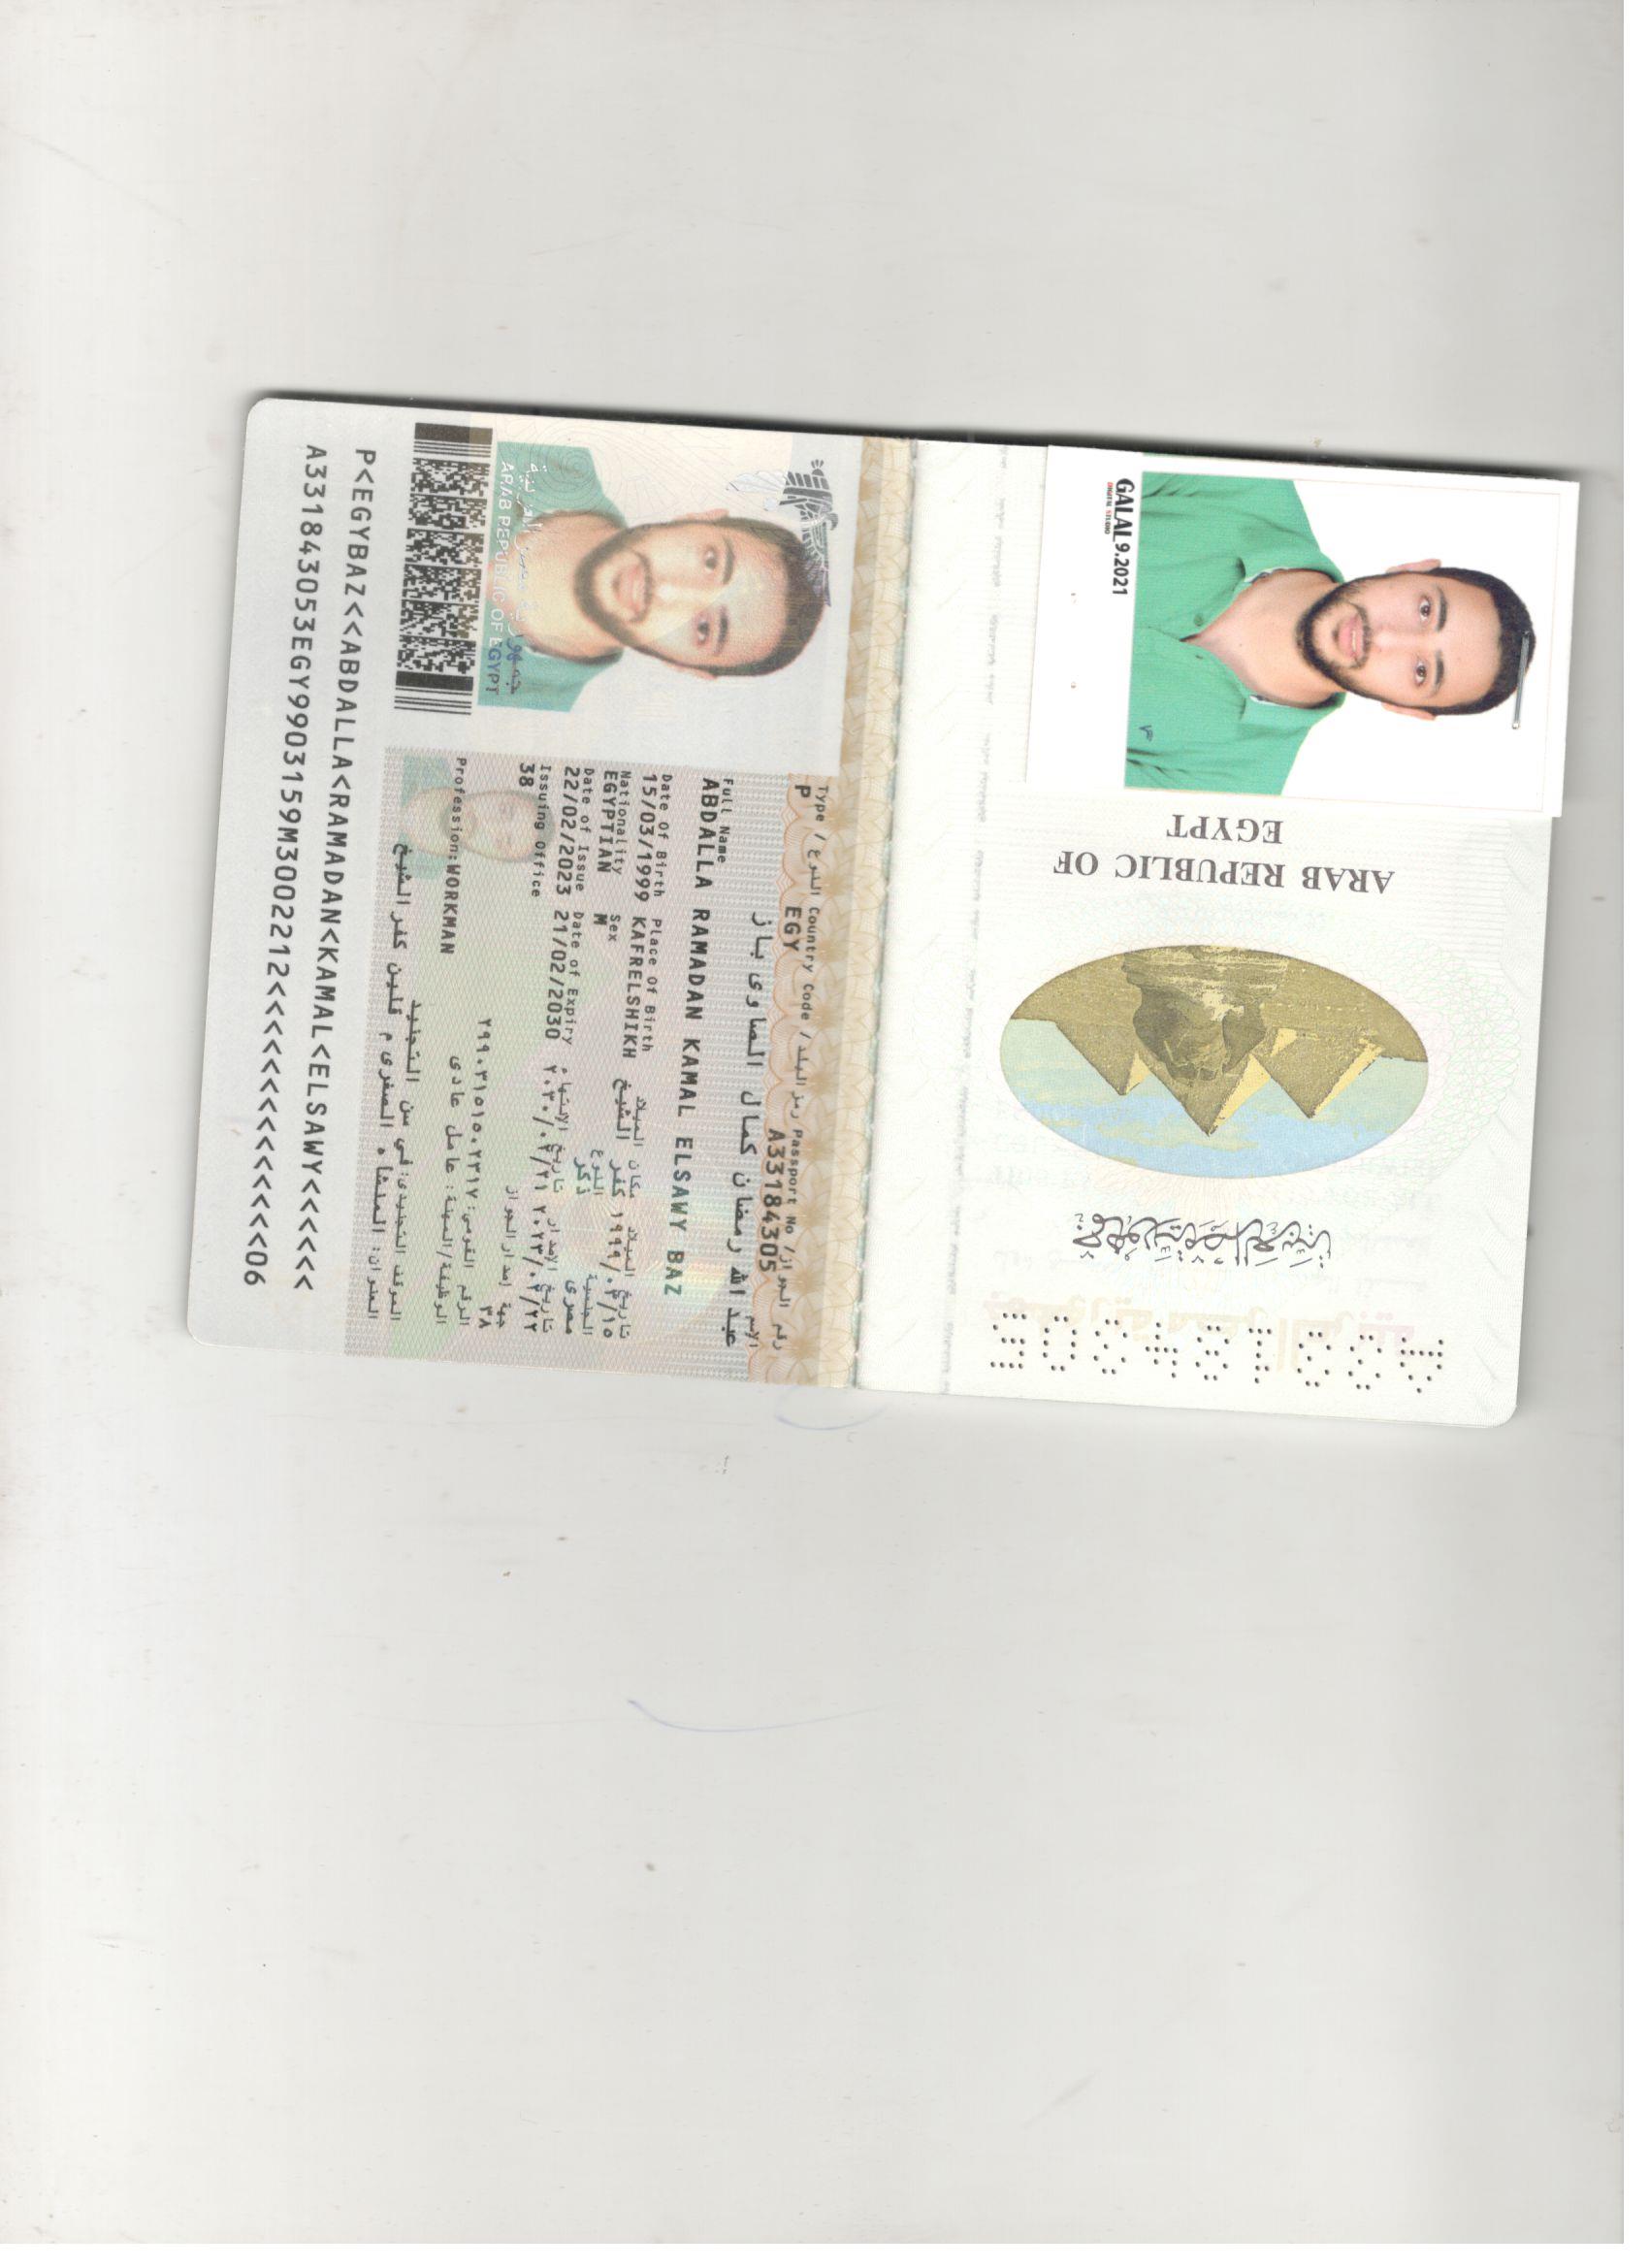 GALAL 9.2021
DIGITAL STUDIO
ARAB REPUBLIC OF
EGYPT
جمهورية مصر العربية
A33184305
Type / النوع Country Code / رمز البلد Passport No / رقم الجواز
P EGY A33184305
الإسم
عبد الله رمضان كمال الصاوى باز
Full Name
ABDALLA RAMADAN KAMAL ELSAWY BAZ
Date Of Birth Place Of Birth مكان الميلاد تاريخ الميلاد
15/03/1999 KAFRELSHIKH كفر الشيخ ١٩٩٩/٠٣/١٥
Nationality Sex النوع الجنسية
EGYPTIAN M ذكر مصرى
Date of Issue Date of Expiry تاريخ الإنتهاء تاريخ الإصدار
22/02/2023 21/02/2030 ٢٠٣٠/٠٢/٢١ ٢٠٢٣/٠٢/٢٢
Issuing Office جهة إصدار الجواز
38 ٣٨
الرقم القومي: ٢٩٩٠٣١٥١٥٠٢٣١٧
Profession: WORKMAN الوظيفة/المهنة: عامل عادى
الموقف التجنيدى: في سن التجنيد
العنوان: المنشأه الصغرى م قلين كفر الشيخ
جمهورية مصر العربية
ARAB REPUBLIC OF EGYPT
P<EGYBAZ<<ABDALLA<RAMADAN<KAMAL<ELSAWY<<<<<<
A331843053EGY9903159M3002212<<<<<<<<<<<<<<06